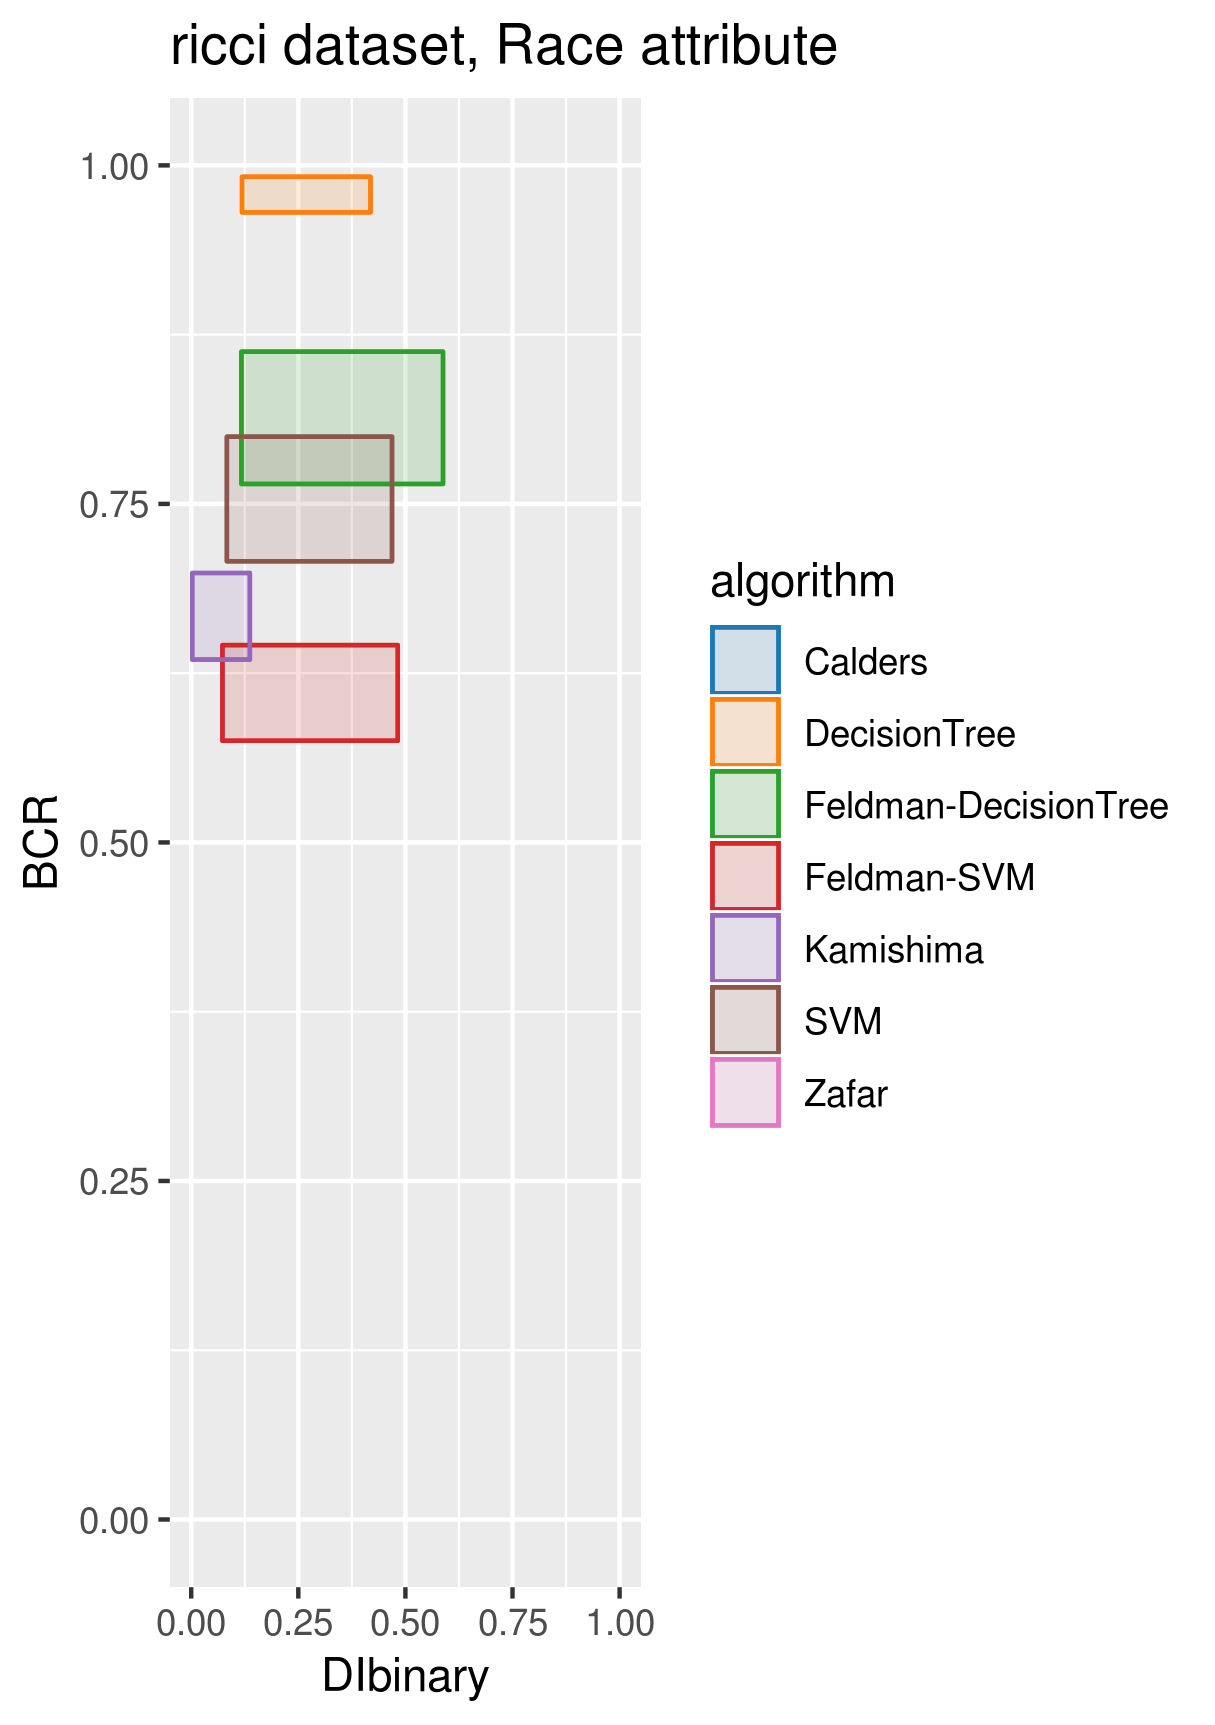 ricci dataset, Race attribute
1.00
0.75
0.50
0.25
0.00
BCR
0.00 0.25 0.50 0.75 1.00
DIbinary
algorithm
Calders
DecisionTree
Feldman-DecisionTree
Feldman-SVM
Kamishima
SVM
Zafar